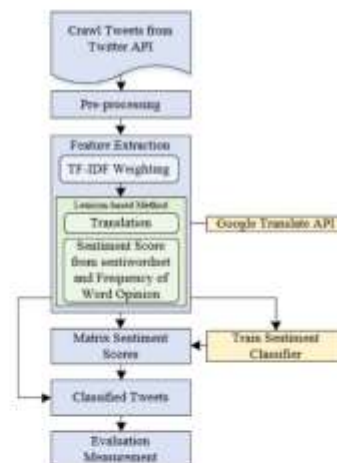 Crawl Tweets from
Twitter API
Pre-processing
Feature Extraction
TF-IDF Weighting
Lexicon-based Method
Translation
Google Translate API
Sentiment Score
from sentiwordnet
and Frequency of
Word Opinion
Matrix Sentiment
Scores
Train Sentiment
Classifier
Classified Tweets
Evaluation
Measurement